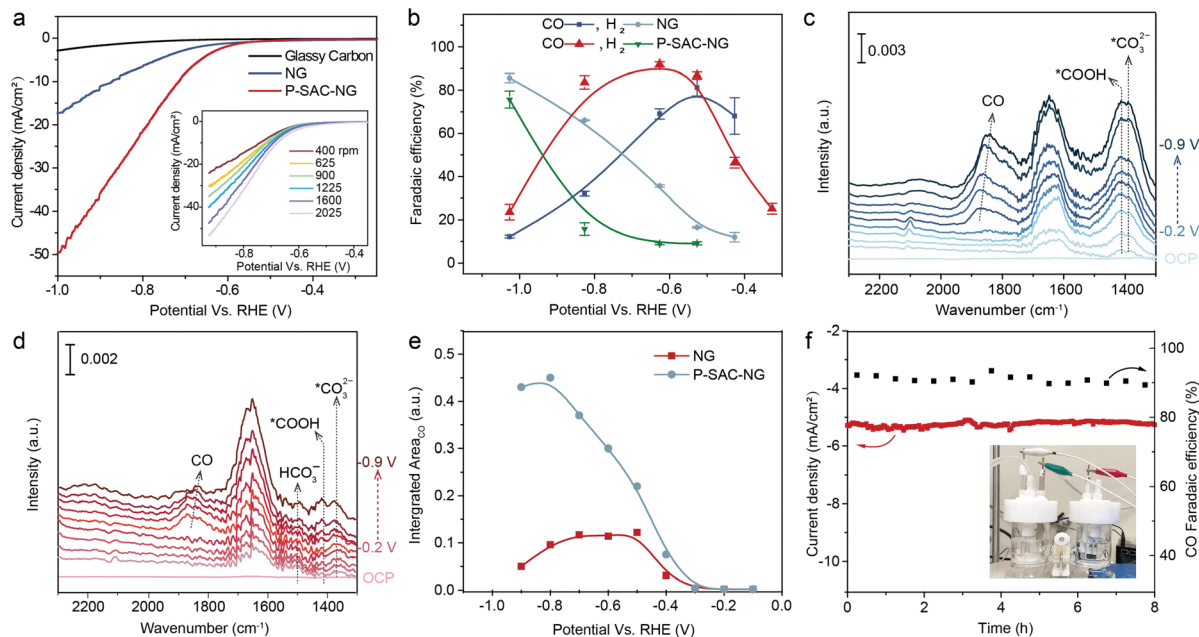 a
0
-5
-10
-15
-20
-25
-30
-35
-40
-45
-50
-1.0
-0.8
-0.6
-0.4
Current density (mA/cm²)
Potential Vs. RHE (V)
Glassy Carbon
NG
P-SAC-NG
0
-20
-40
-0.8
-0.6
-0.4
Current density (mA/cm²)
Potential Vs. RHE (V)
400 rpm
625
900
1225
1600
2025
b
CO , H₂ NG
CO , H₂ P-SAC-NG
100
80
60
40
20
0
Faradaic efficiency (%)
-1.0
-0.8
-0.6
-0.4
Potential Vs. RHE (V)
c
0.003
*CO₃²⁻
*COOH
CO
-0.9 V
-0.2 V
OCP
Intensity (a.u.)
2200
2000
1800
1600
1400
Wavenumber (cm⁻¹)
d
0.002
*CO₃²⁻
*COOH
HCO₃⁻
CO
-0.9 V
-0.2 V
OCP
Intensity (a.u.)
2200
2000
1800
1600
1400
Wavenumber (cm⁻¹)
e
NG
P-SAC-NG
0.5
0.4
0.3
0.2
0.1
0.0
Intergrated Area_CO (a.u.)
-1.0
-0.8
-0.6
-0.4
-0.2
0.0
Potential Vs. RHE (V)
f
-2
-4
-6
-8
-10
Current density (mA/cm²)
100
80
60
40
CO Faradaic efficiency (%)
0
2
4
6
8
Time (h)